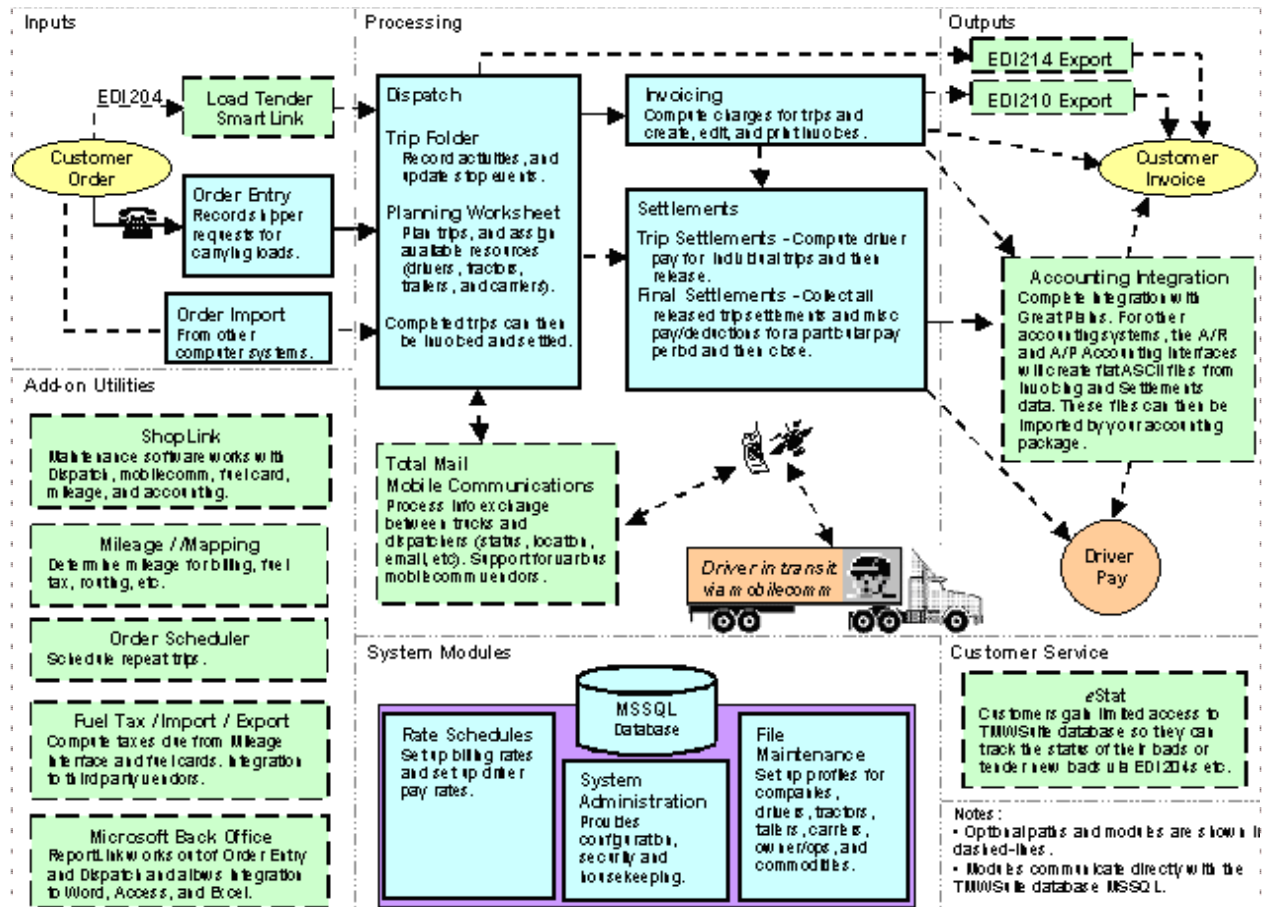 Inputs
EDI204
Load Tender
SmartLink
Customer
Order
Order Entry
Record shipper
requests for
carrying loads.
Order Import
From other
computer systems.
Processing
Dispatch
Trip Folder
Record activities, and
update stop events.
Planning Worksheet
Plan trips, and assign
available resources
(drivers, tractors,
trailers, and carriers).
Completed trips can then
be invoiced and settled.
Invoicing
Compute charges for trips and
create, edit, and print invoices.
Settlements
Trip Settlements - Compute driver
pay for individual trips and then
release.
Final Settlements - Collect all
released trip settlements and misc
pay/deductions for a particular pay
period and then close.
Total Mail
Mobile Communications
Process info exchange
between trucks and
dispatchers (status, location,
email, etc). Support for various
mobile comm vendors.
Driver in transit
via mobilecomm
Outputs
EDI214 Export
EDI210 Export
Customer
Invoice
Accounting Integration
Complete Integration with
Great Plains. For other
accounting systems, the A/R
and A/P Accounting Interfaces
will create flat ASCII files from
Invoicing and Settlements
data. These files can then be
imported by your accounting
package.
Driver
Pay
Add-on Utilities
ShopLink
Maintenance software works with
Dispatch, mobilecomm, fuel card,
mileage, and accounting.
Mileage / /Mapping
Determine mileage for billing, fuel
tax, routing, etc.
Order Scheduler
Schedule repeat trips.
Fuel Tax / Import / Export
Compute taxes due from Mileage
Interface and fuel cards. Integration
to third party vendors.
Microsoft Back Office
ReportLink works out of Order Entry
and Dispatch and allows integration
to Word, Access, and Excel.
System Modules
MSSQL
Database
Rate Schedules
Set up billing rates
and set up driver
pay rates.
System
Administration
Provides
configuration,
security and
housekeeping.
File
Maintenance
Set up profiles for
companies,
drivers, tractors,
tailers, carriers,
owner/ops, and
commodities.
Customer Service
eStat
Customers gain limited access to
TMWSuite database so they can
track the status of their loads or
tender new loads via EDI204s etc.
Notes:
• Optional paths and modules are shown in
dashed-lines.
• Modules communicate directly with the
TMWSuite database MSSQL.